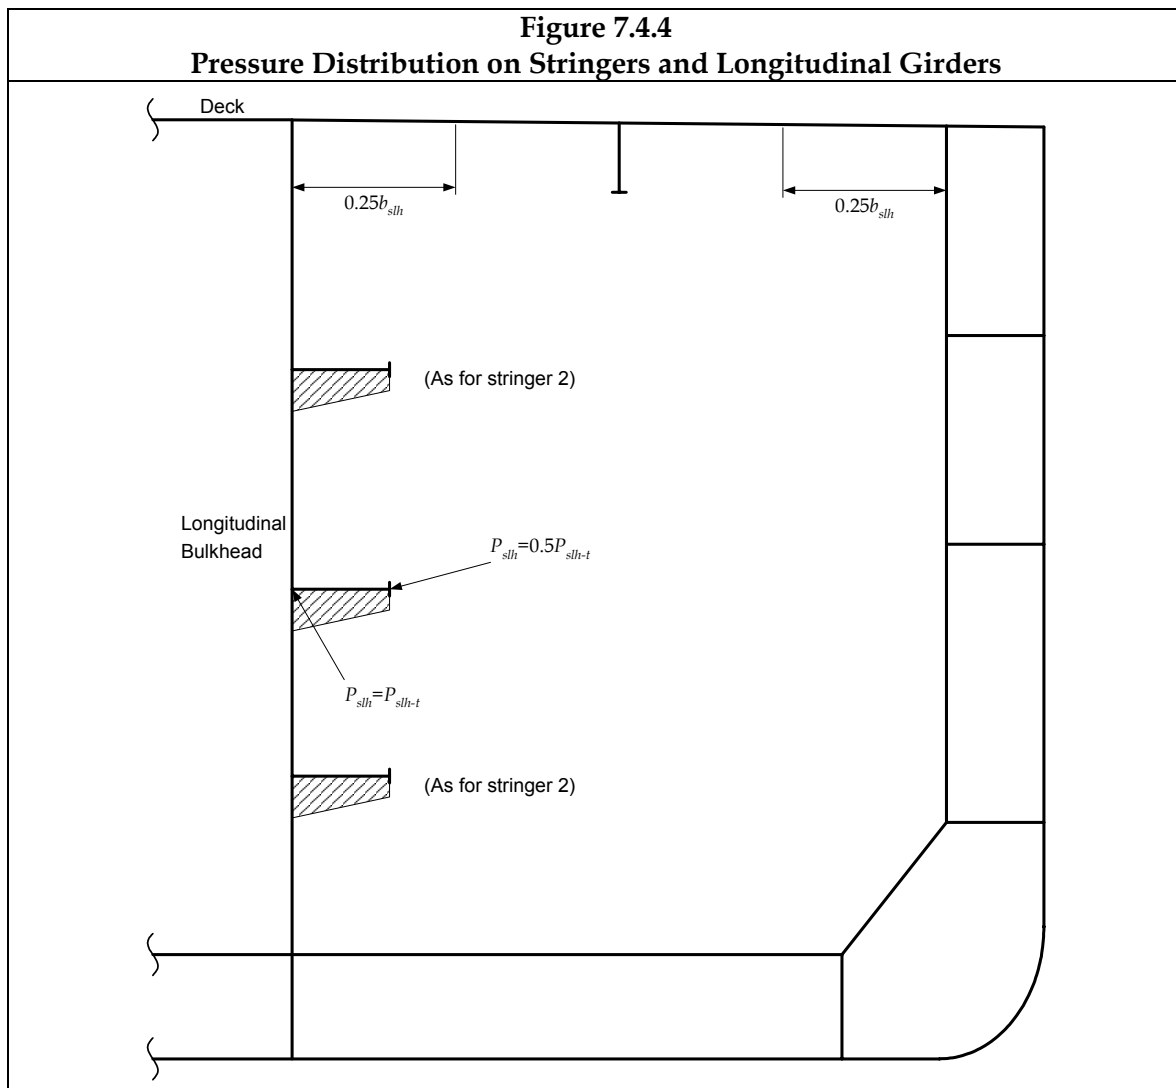 Figure 7.4.4
Pressure Distribution on Stringers and Longitudinal Girders
Deck
0.25b_slh
0.25b_slh
(As for stringer 2)
Longitudinal
Bulkhead
P_slh=0.5P_slh-t
P_slh=P_slh-t
(As for stringer 2)